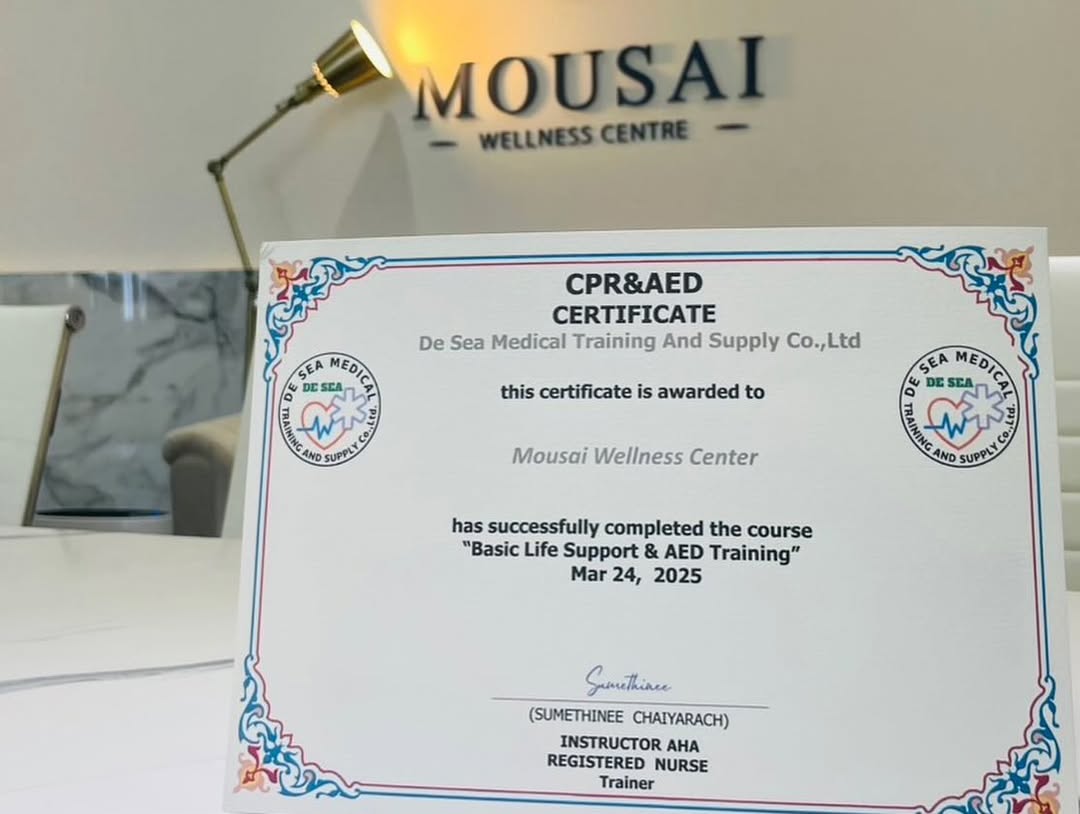 MOUSAI
WELLNESS CENTRE
CPR&AED
CERTIFICATE
De Sea Medical Training And Supply Co.,Ltd
DE SEA MEDICAL
DE SEA
TRAINING AND SUPPLY Co.,Ltd.
DE SEA MEDICAL
DE SEA
TRAINING AND SUPPLY Co.,Ltd.
this certificate is awarded to
Mousai Wellness Center
has successfully completed the course
"Basic Life Support & AED Training"
Mar 24, 2025
Sumethinee
(SUMETHINEE CHAIYARACH)
INSTRUCTOR AHA
REGISTERED NURSE
Trainer